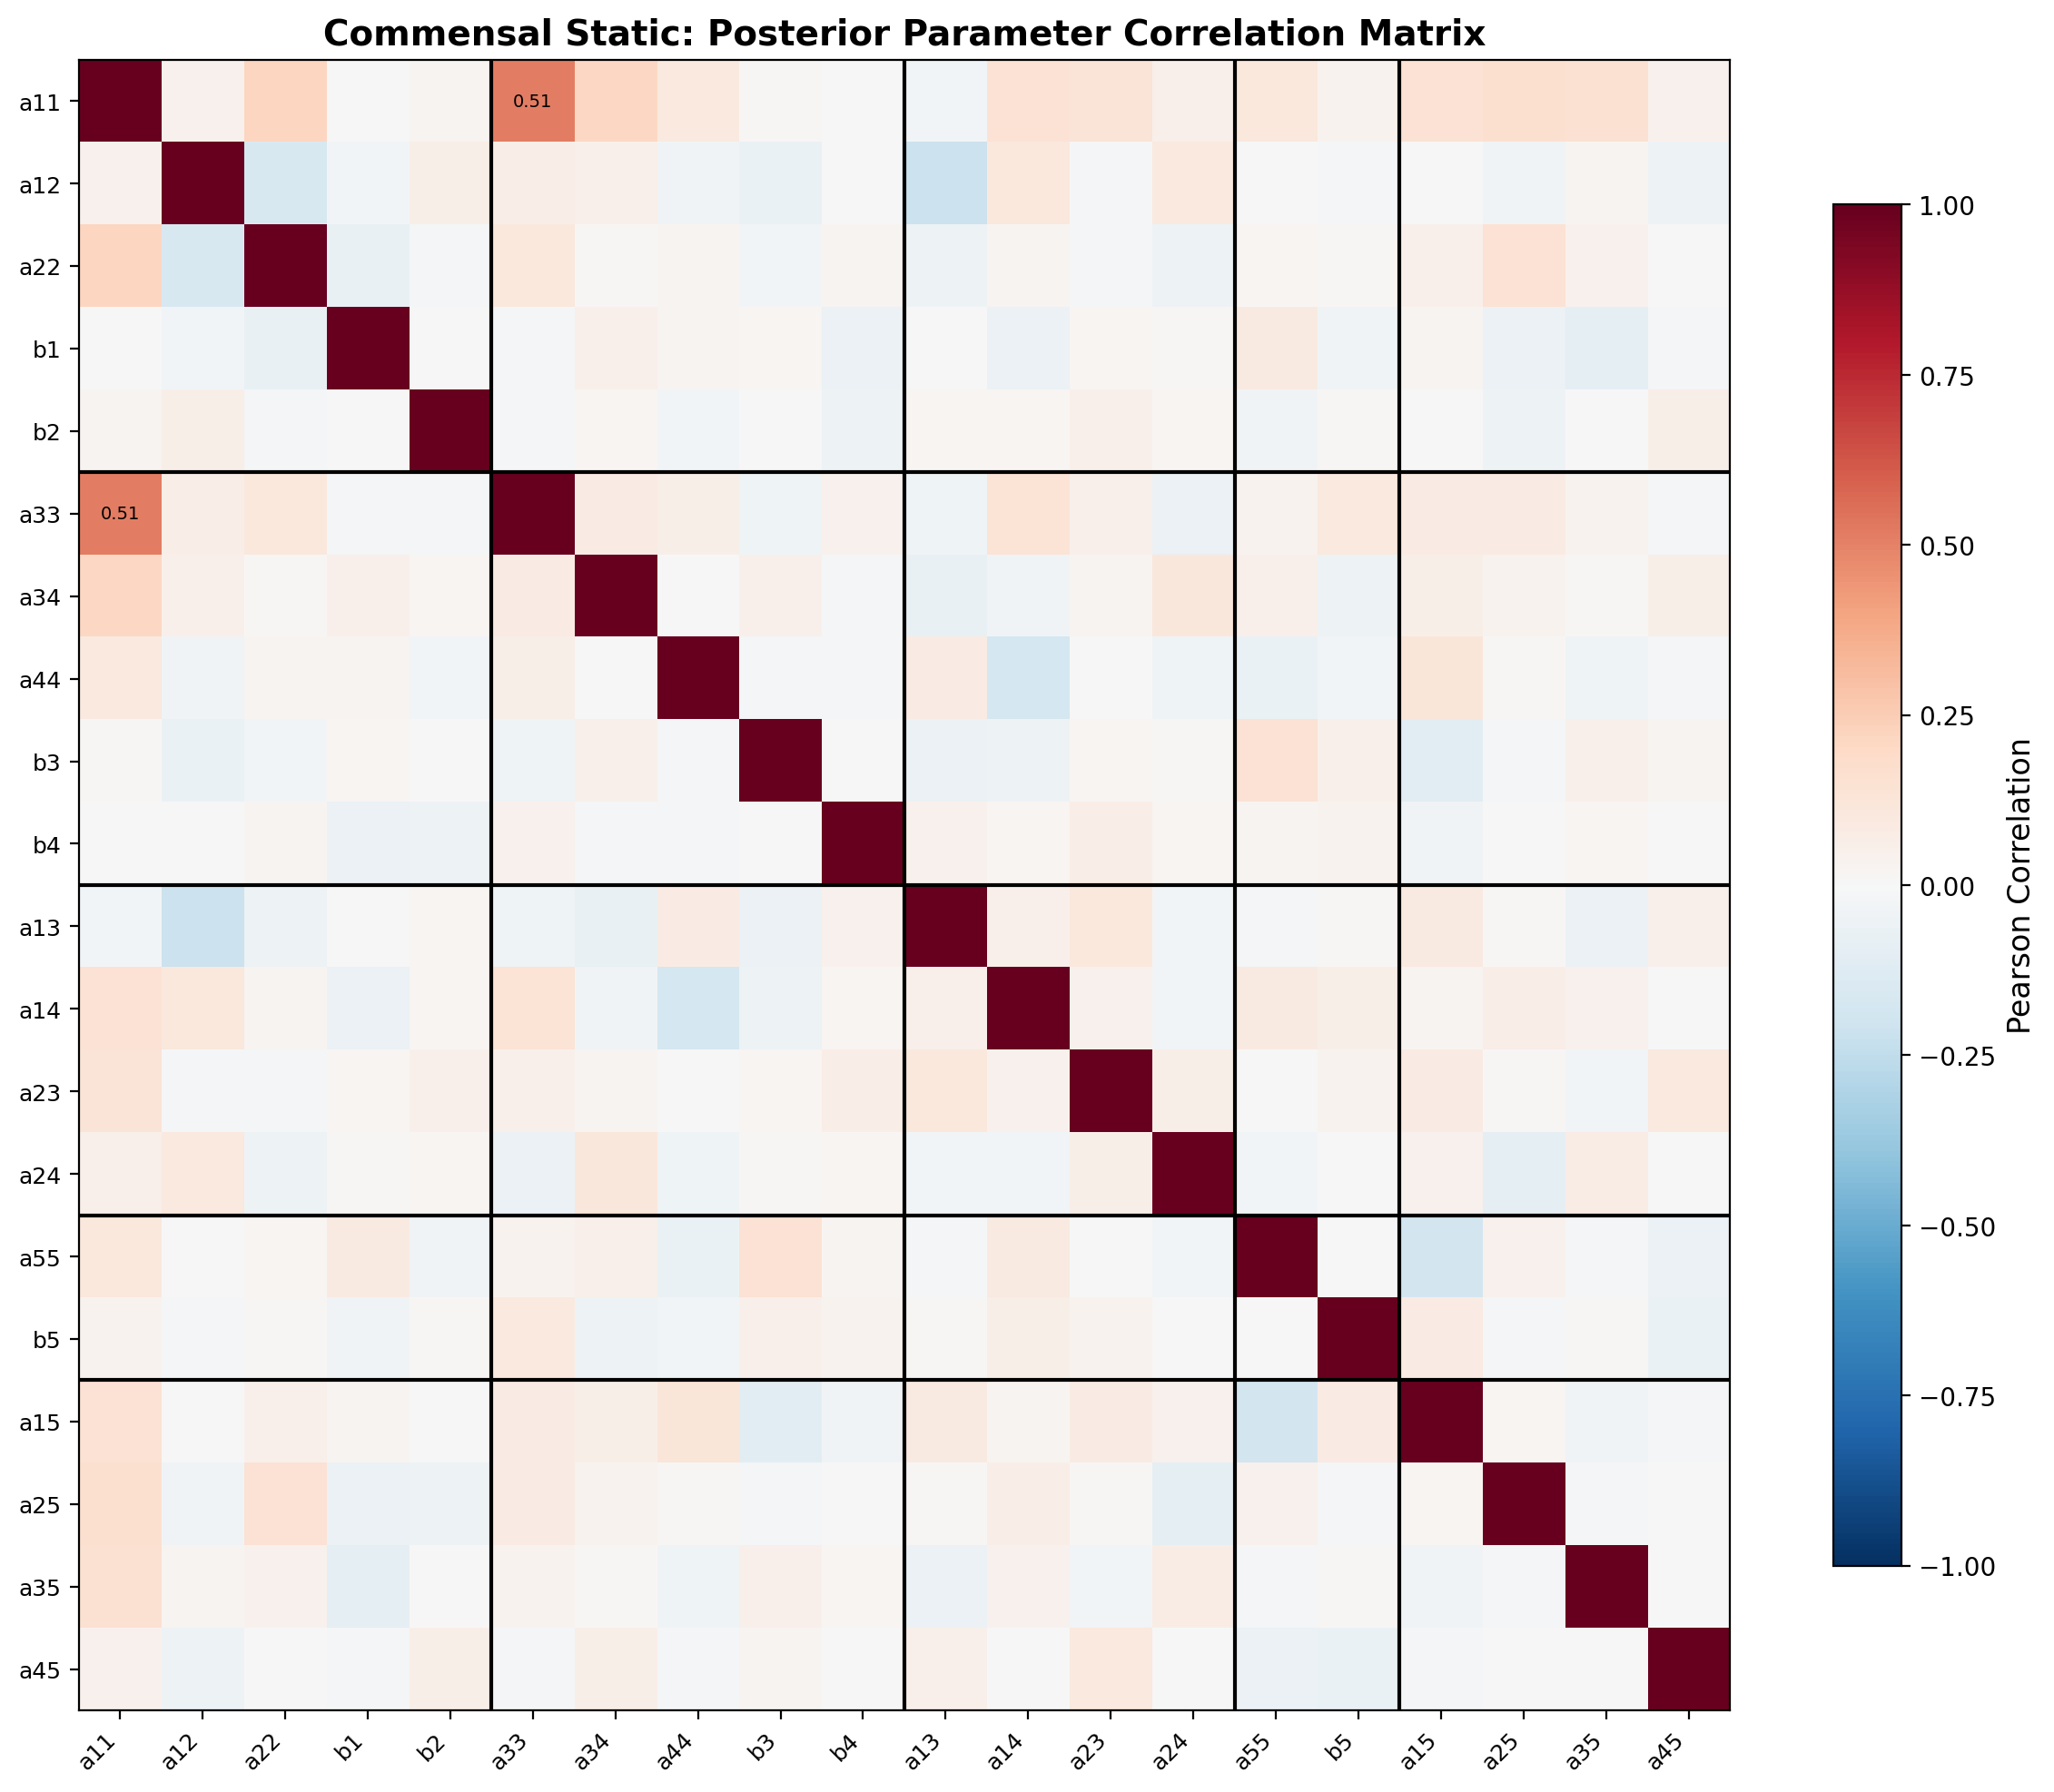 Commensal Static: Posterior Parameter Correlation Matrix
a11
0.51
a12
a22
b1
b2
a33
0.51
a34
a44
b3
b4
a13
a14
a23
a24
a55
b5
a15
a25
a35
a45
a11 a12 a22 b1 b2 a33 a34 a44 b3 b4 a13 a14 a23 a24 a55 b5 a15 a25 a35 a45
1.00
0.75
0.50
0.25
0.00
−0.25
−0.50
−0.75
−1.00
Pearson Correlation